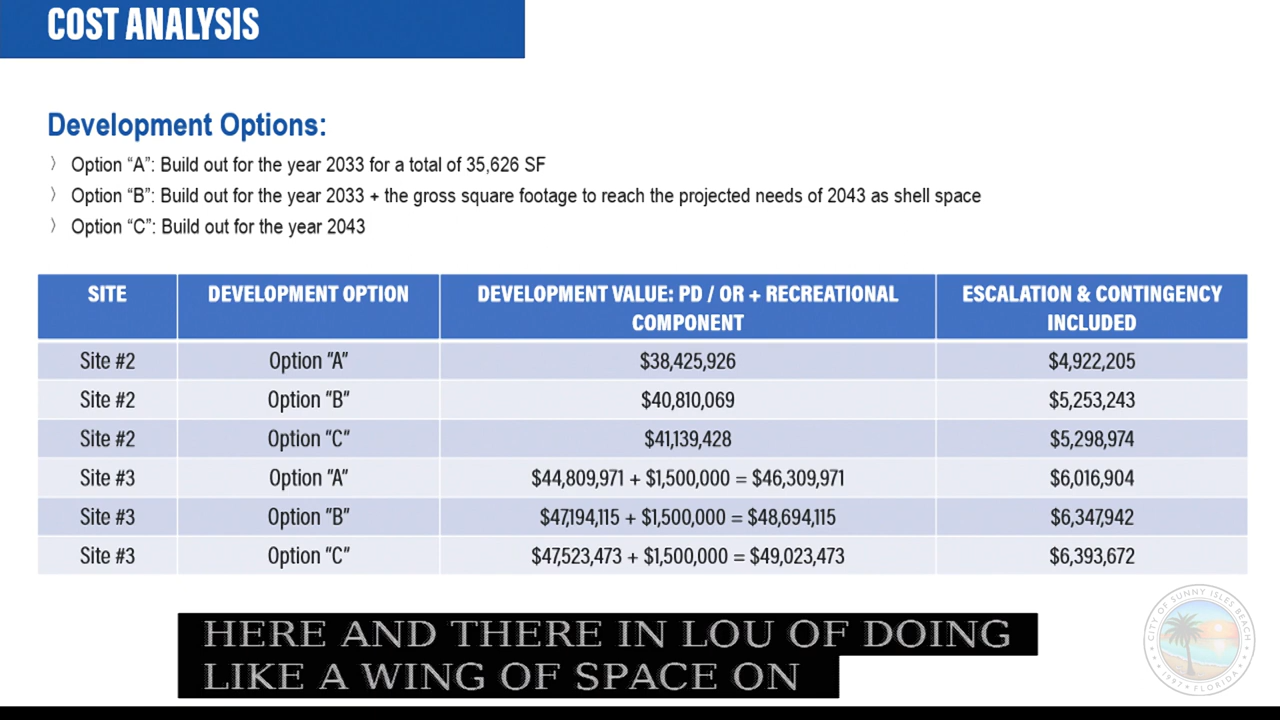 COST ANALYSIS
Development Options:
〉 Option “A”: Build out for the year 2033 for a total of 35,626 SF
〉 Option “B”: Build out for the year 2033 + the gross square footage to reach the projected needs of 2043 as shell space
〉 Option “C”: Build out for the year 2043
SITE DEVELOPMENT OPTION DEVELOPMENT VALUE: PD / OR + RECREATIONAL COMPONENT ESCALATION & CONTINGENCY INCLUDED
Site #2 Option "A" $38,425,926 $4,922,205
Site #2 Option "B" $40,810,069 $5,253,243
Site #2 Option "C" $41,139,428 $5,298,974
Site #3 Option "A" $44,809,971 + $1,500,000 = $46,309,971 $6,016,904
Site #3 Option "B" $47,194,115 + $1,500,000 = $48,694,115 $6,347,942
Site #3 Option "C" $47,523,473 + $1,500,000 = $49,023,473 $6,393,672
HERE AND THERE IN LOU OF DOING
LIKE A WING OF SPACE ON
CITY OF SUNNY ISLES BEACH
1997 • FLORIDA